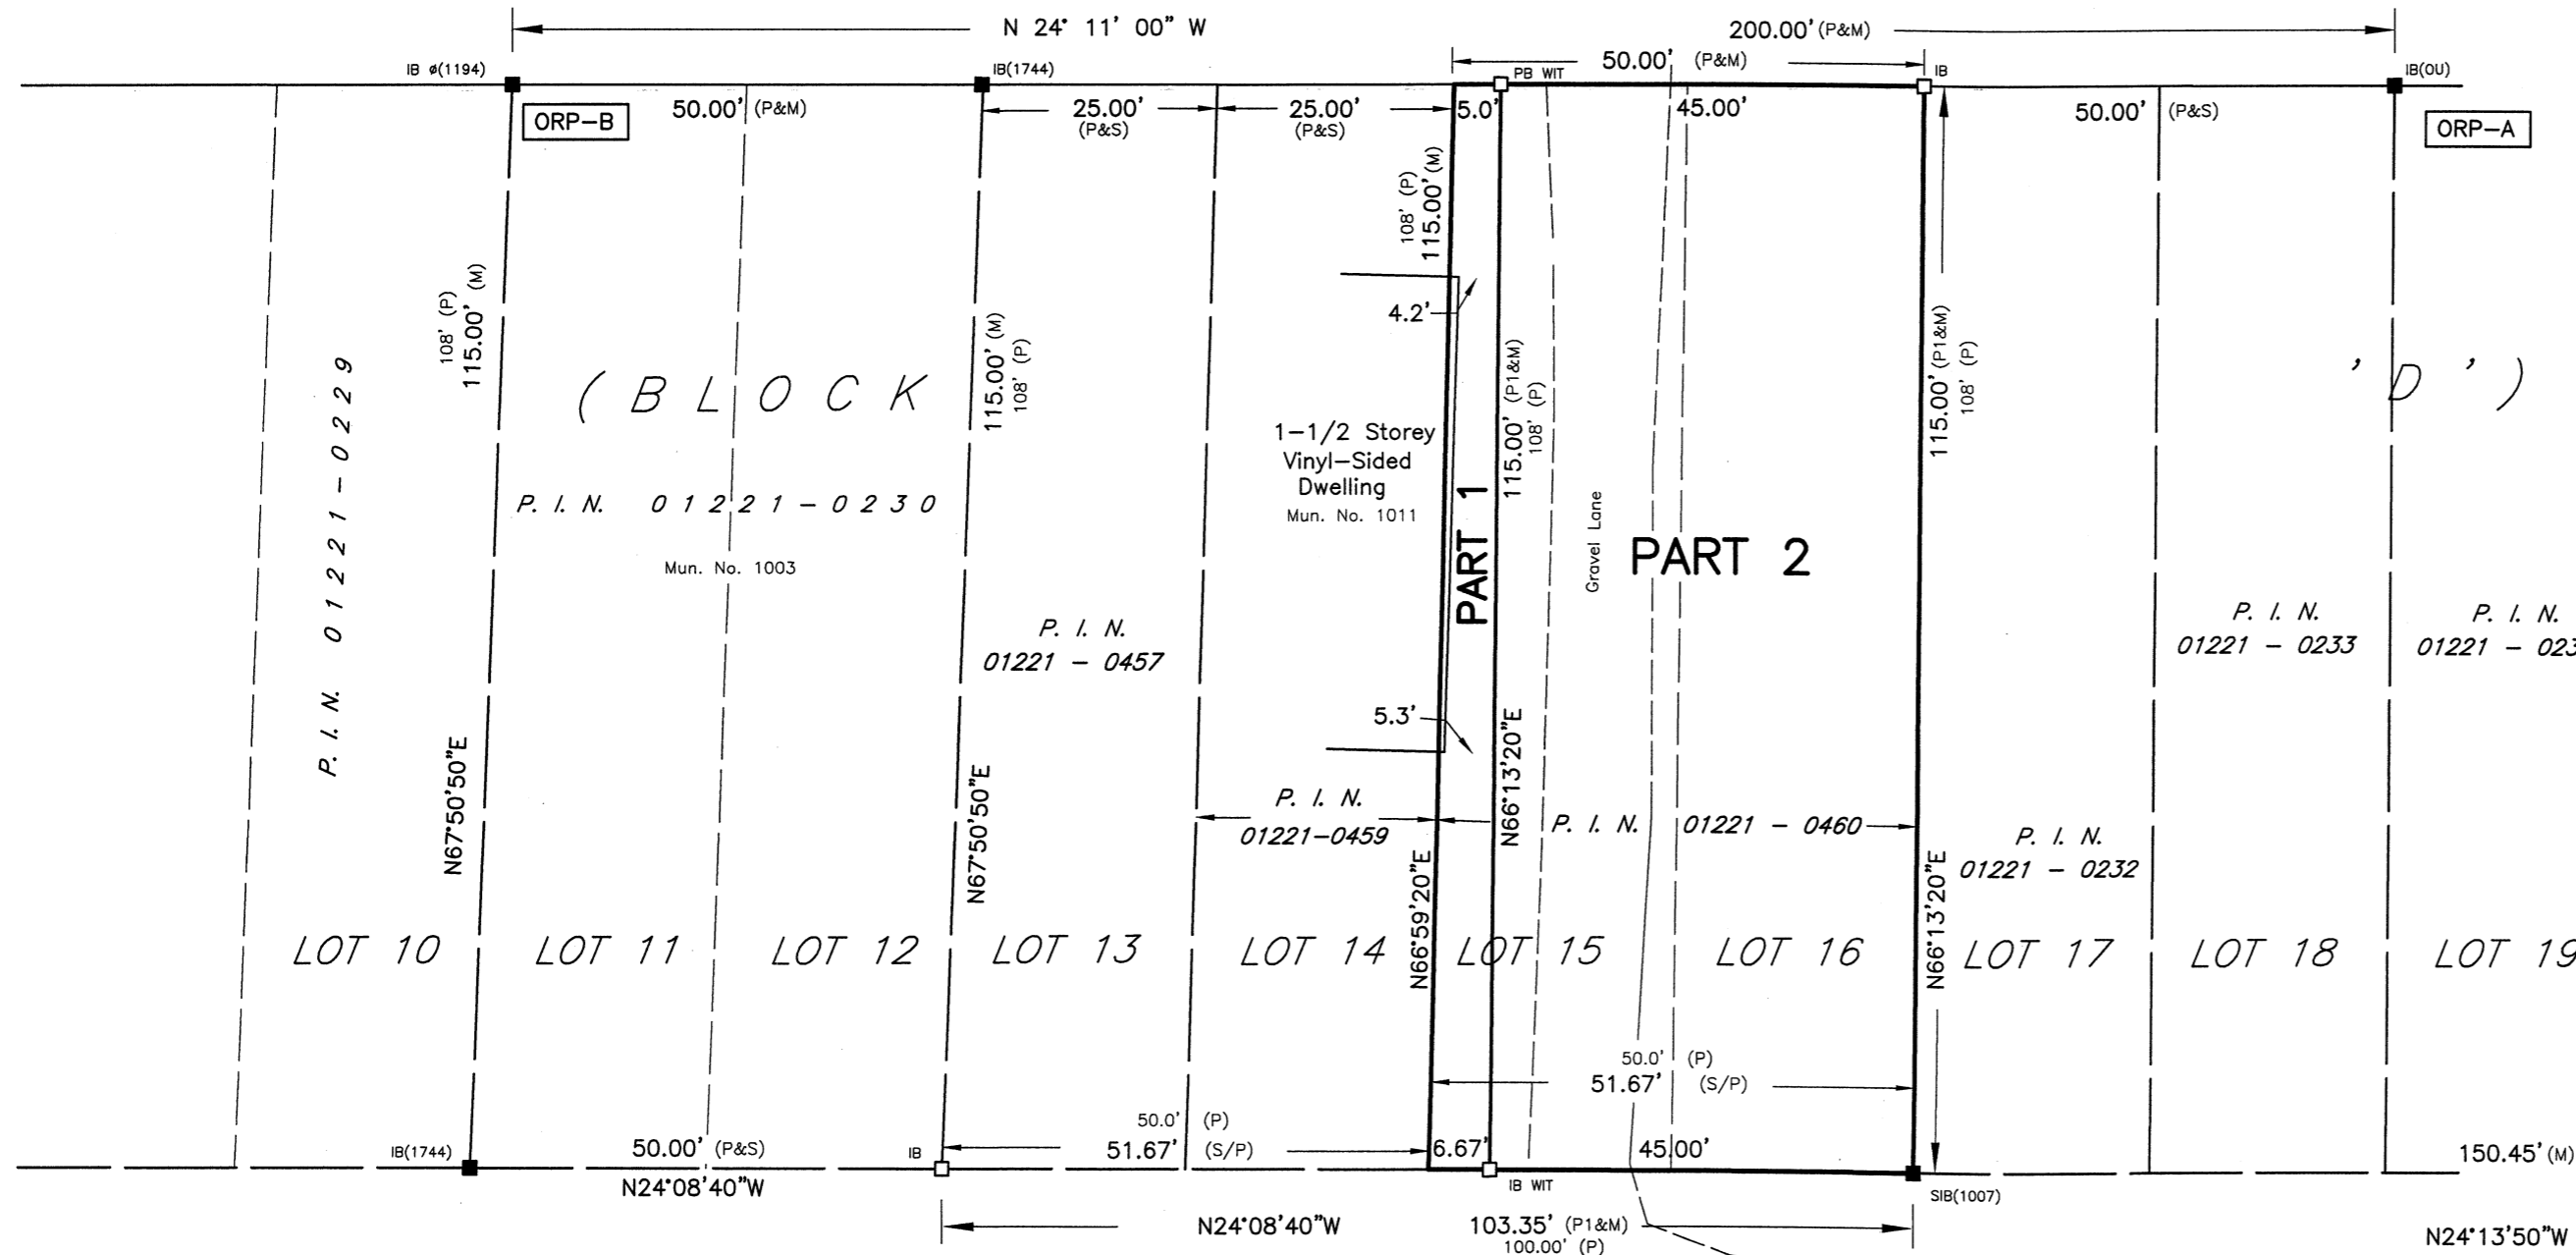 N 24° 11' 00" W
200.00' (P&M)
50.00' (P&M)
IB ø(1194)
IB(1744)
PB WIT
IB
IB(OU)
ORP-B
50.00' (P&M)
25.00'
(P&S)
25.00'
(P&S)
5.0'
45.00'
50.00' (P&S)
ORP-A
108' (P)
115.00' (M)
108' (P)
115.00' (M)
115.00' (M)
108' (P)
4.2'
115.00' (P1&M)
108' (P)
115.00' (P1&M)
108' (P)
( B L O C K
' D ' )
P. I. N. 01221-0229
P. I. N. 01221-0230
Mun. No. 1003
1-1/2 Storey
Vinyl-Sided
Dwelling
Mun. No. 1011
PART 1
Gravel Lane
PART 2
P. I. N.
01221 - 0457
P. I. N.
01221 - 0233
P. I. N.
01221 - 023
5.3'
N67°50'50"E
N67°50'50"E
N66°13'20"E
P. I. N.
01221-0459
P. I. N. 01221 - 0460
P. I. N.
01221 - 0232
N66°59'20"E
N66°13'20"E
LOT 10
LOT 11
LOT 12
LOT 13
LOT 14
LOT 15
LOT 16
LOT 17
LOT 18
LOT 19
50.0' (P)
51.67' (S/P)
50.0' (P)
51.67' (S/P)
IB(1744)
50.00' (P&S)
IB
6.67'
45.00'
150.45' (M)
N24°08'40"W
IB WIT
SIB(1007)
N24°08'40"W
103.35' (P1&M)
100.00' (P)
N24°13'50"W